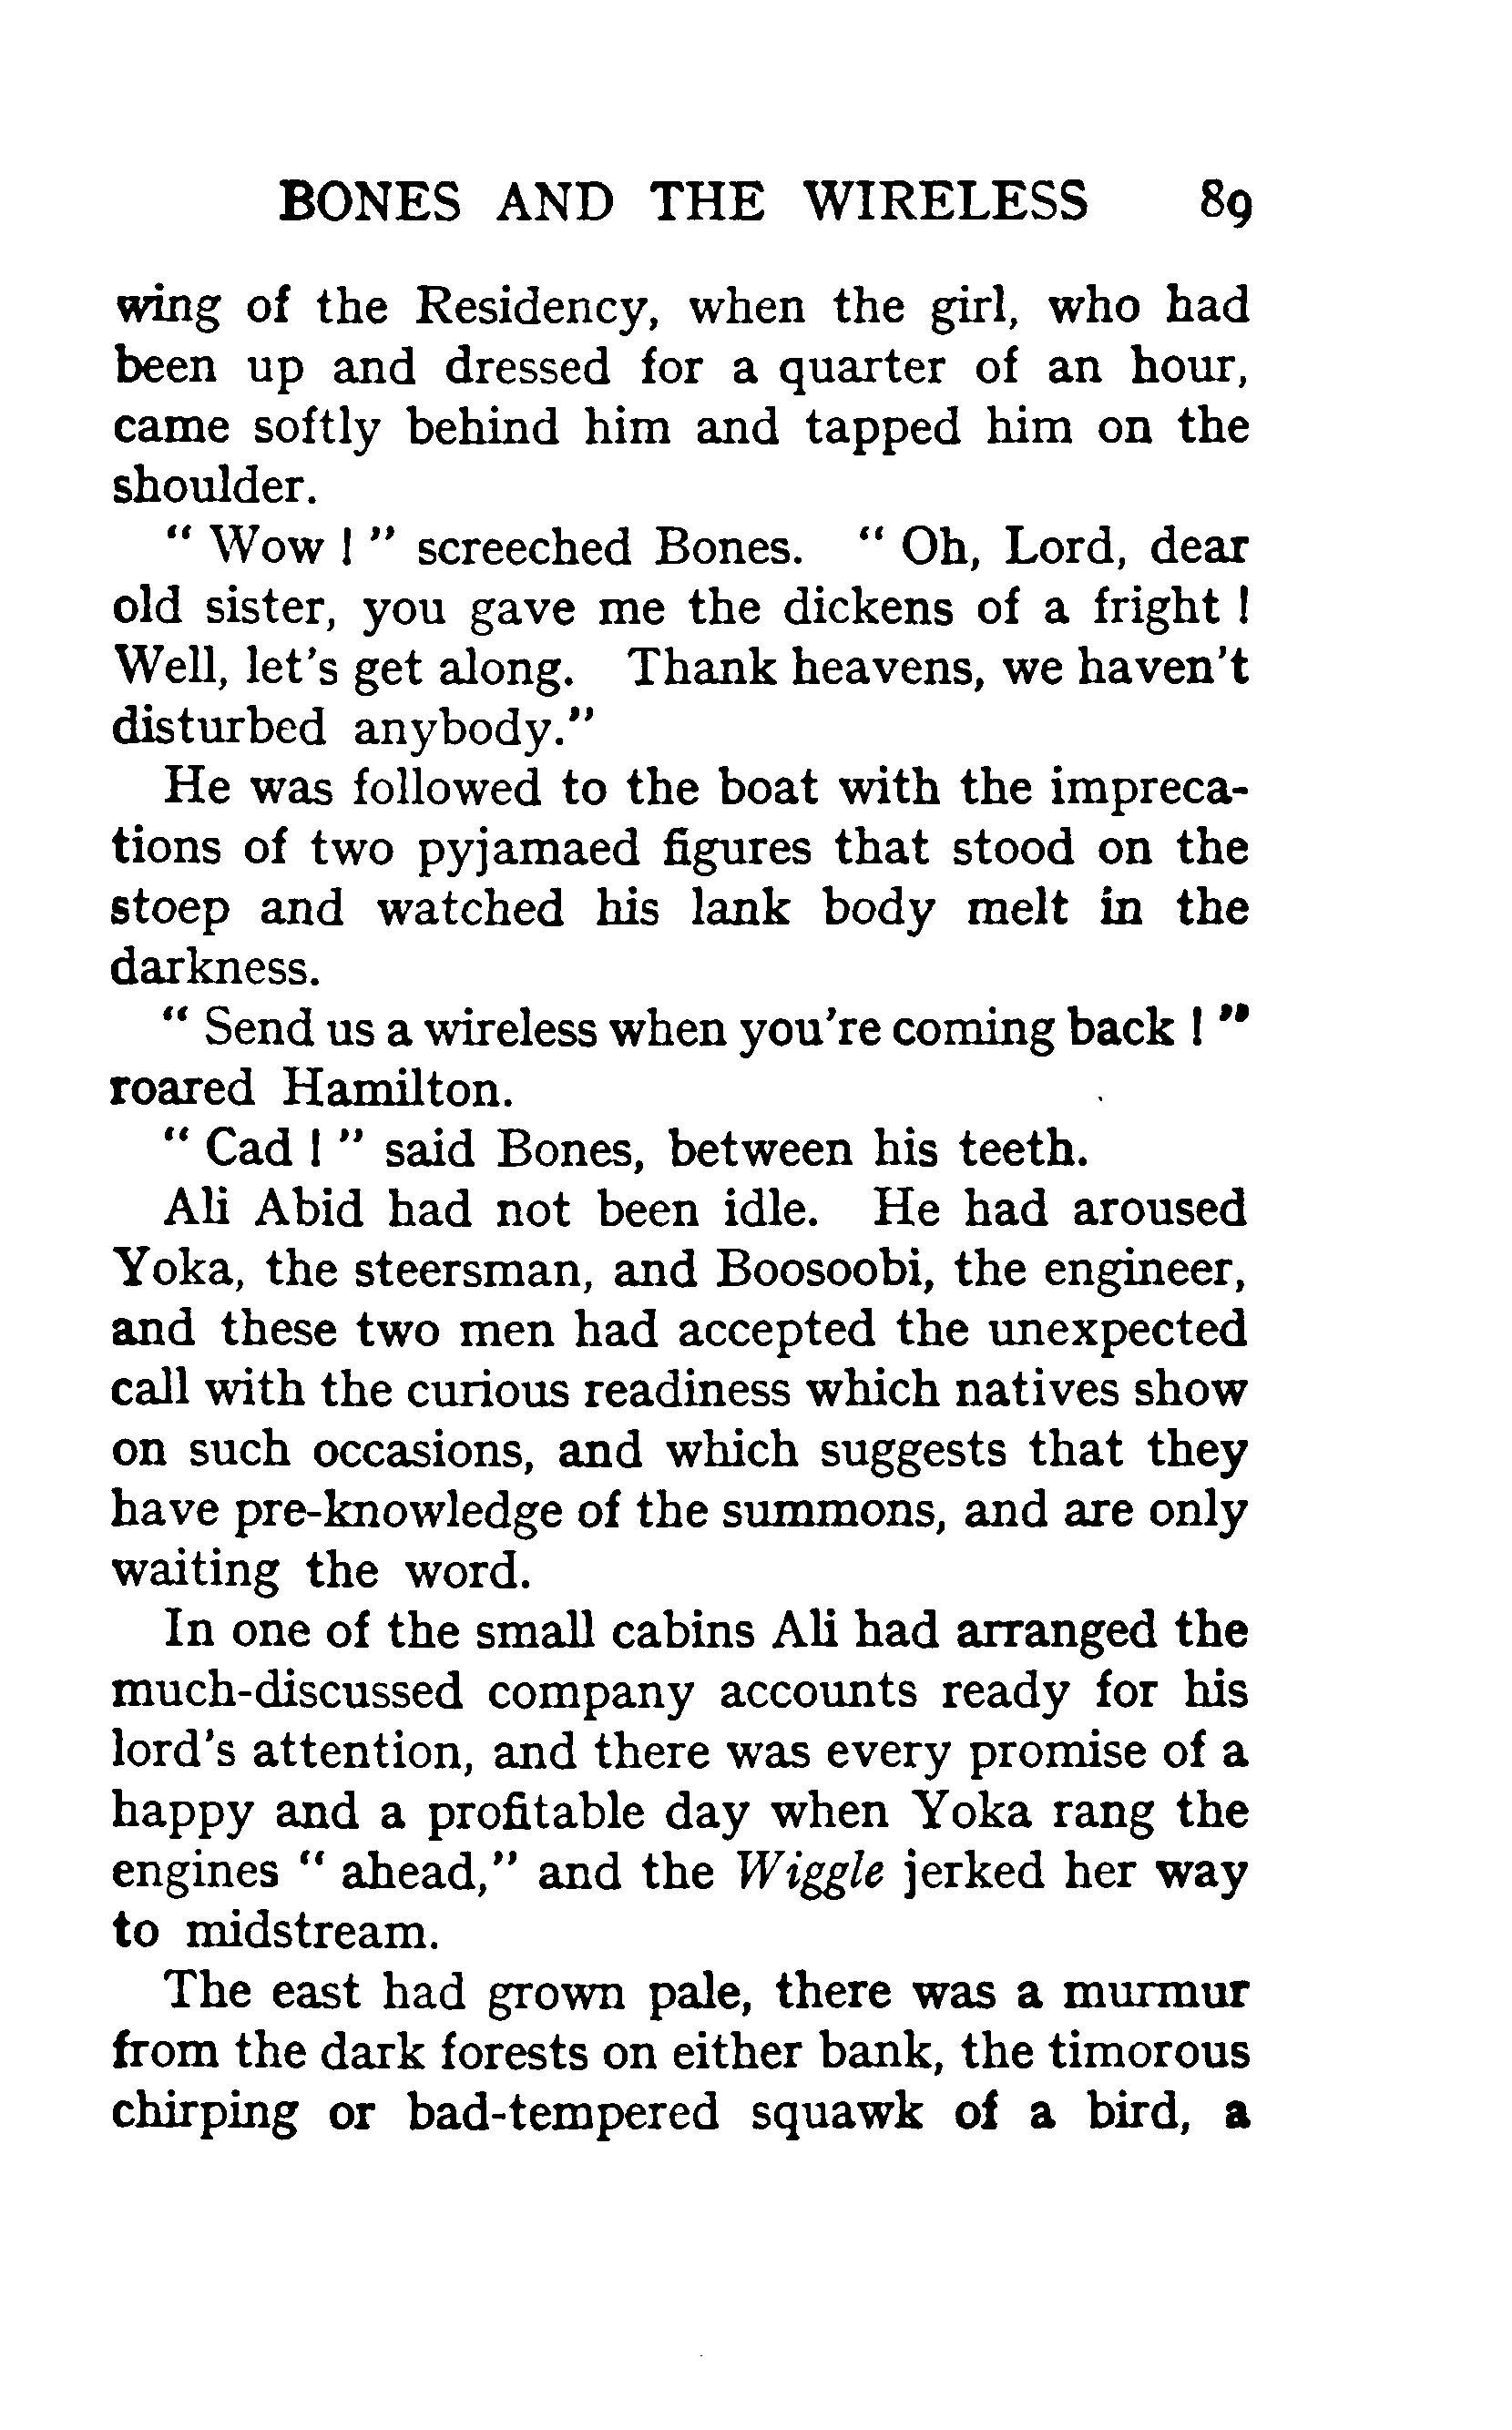 BONES AND THE WIRELESS 89
wing of the Residency, when the girl, who had
been up and dressed for a quarter of an hour,
came softly behind him and tapped him on the
shoulder.
" Wow ! " screeched Bones. " Oh, Lord, dear
old sister, you gave me the dickens of a fright !
Well, let's get along. Thank heavens, we haven't
disturbed anybody."
He was followed to the boat with the impreca-
tions of two pyjamaed figures that stood on the
stoep and watched his lank body melt in the
darkness.
" Send us a wireless when you're coming back ! "
roared Hamilton.
" Cad ! " said Bones, between his teeth.
Ali Abid had not been idle. He had aroused
Yoka, the steersman, and Boosoobi, the engineer,
and these two men had accepted the unexpected
call with the curious readiness which natives show
on such occasions, and which suggests that they
have pre-knowledge of the summons, and are only
waiting the word.
In one of the small cabins Ali had arranged the
much-discussed company accounts ready for his
lord's attention, and there was every promise of a
happy and a profitable day when Yoka rang the
engines " ahead," and the Wiggle jerked her way
to midstream.
The east had grown pale, there was a murmur
from the dark forests on either bank, the timorous
chirping or bad-tempered squawk of a bird, a